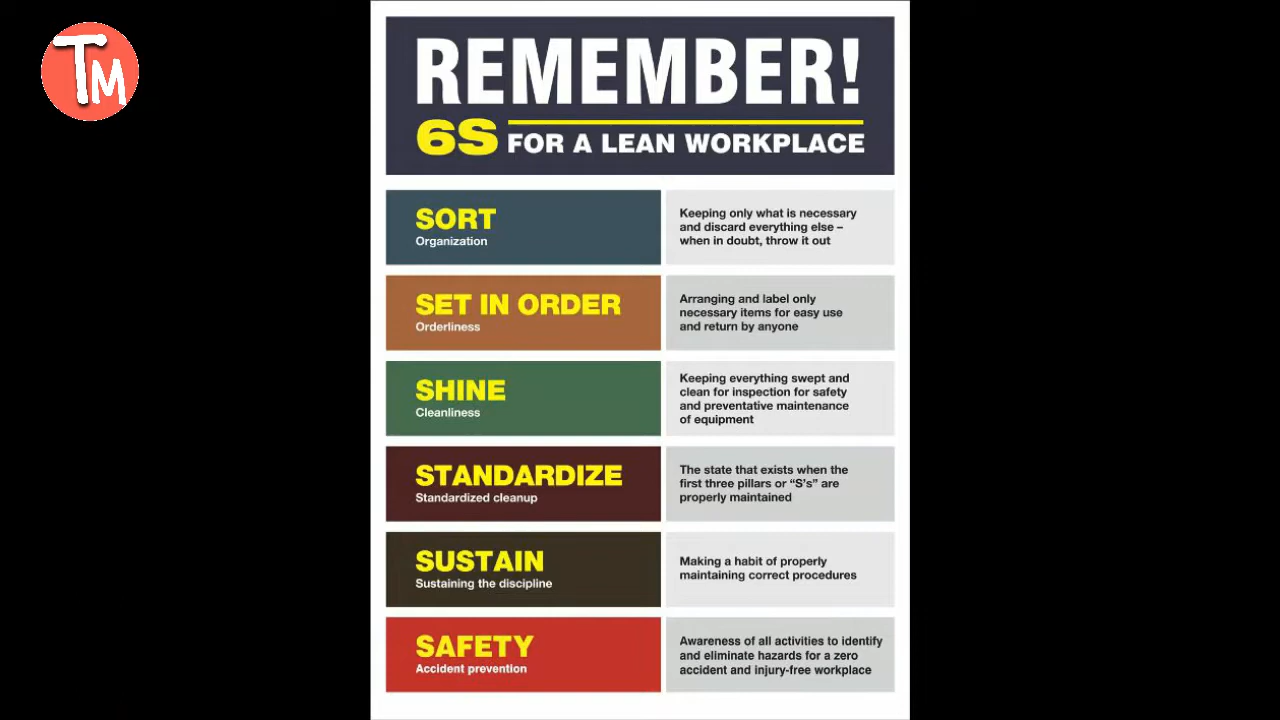 TM
REMEMBER!
6S FOR A LEAN WORKPLACE
SORT
Organization
Keeping only what is necessary
and discard everything else –
when in doubt, throw it out
SET IN ORDER
Orderliness
Arranging and label only
necessary items for easy use
and return by anyone
SHINE
Cleanliness
Keeping everything swept and
clean for inspection for safety
and preventative maintenance
of equipment
STANDARDIZE
Standardized cleanup
The state that exists when the
first three pillars or “S’s” are
properly maintained
SUSTAIN
Sustaining the discipline
Making a habit of properly
maintaining correct procedures
SAFETY
Accident prevention
Awareness of all activities to identify
and eliminate hazards for a zero
accident and injury-free workplace